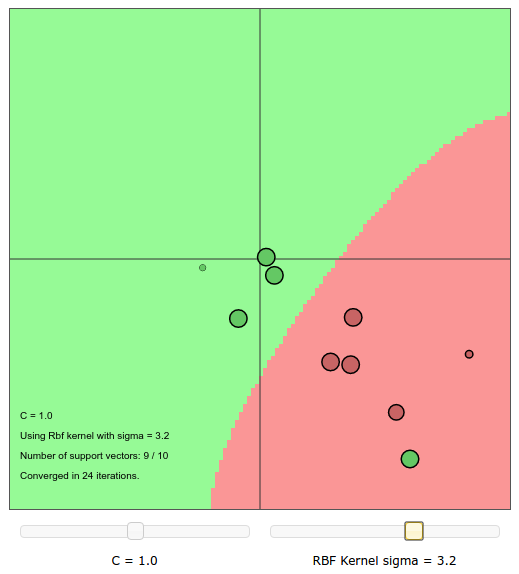 C = 1.0
Using Rbf kernel with sigma = 3.2
Number of support vectors: 9 / 10
Converged in 24 iterations.
C = 1.0
RBF Kernel sigma = 3.2